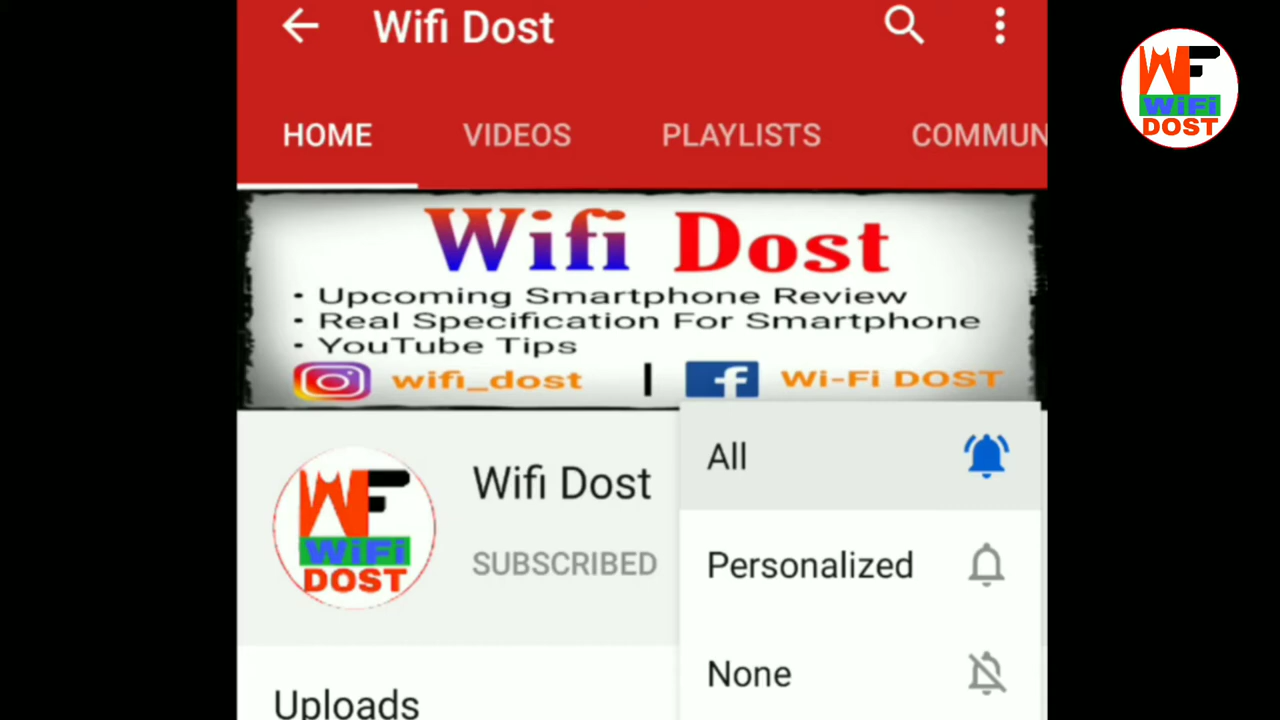 Wifi Dost
WF
WiFi
DOST
HOME VIDEOS PLAYLISTS COMMUN
Wifi Dost
• Upcoming Smartphone Review
• Real Specification For Smartphone
• YouTube Tips
wifi_dost | f Wi-Fi DOST
All
WF
WiFi
DOST
Wifi Dost
SUBSCRIBED
Personalized
None
Uploads